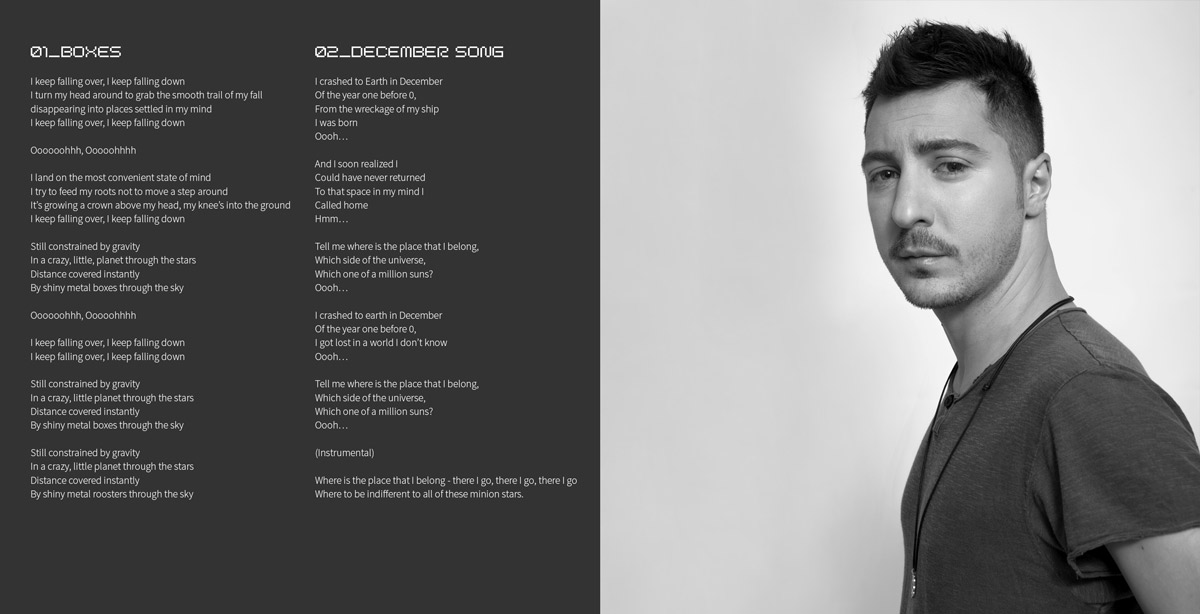 01_BOXES
I keep falling over, I keep falling down
I turn my head around to grab the smooth trail of my fall
disappearing into places settled in my mind
I keep falling over, I keep falling down
Oooooohhh, Ooooohhhh
I land on the most convenient state of mind
I try to feed my roots not to move a step around
It's growing a crown above my head, my knee's into the ground
I keep falling over, I keep falling down
Still constrained by gravity
In a crazy, little, planet through the stars
Distance covered instantly
By shiny metal boxes through the sky
Oooooohhh, Ooooohhhh
I keep falling over, I keep falling down
I keep falling over, I keep falling down
Still constrained by gravity
In a crazy, little planet through the stars
Distance covered instantly
By shiny metal boxes through the sky
Still constrained by gravity
In a crazy, little planet through the stars
Distance covered instantly
By shiny metal roosters through the sky
02_DECEMBER SONG
I crashed to Earth in December
Of the year one before 0,
From the wreckage of my ship
I was born
Oooh...
And I soon realized I
Could have never returned
To that space in my mind I
Called home
Hmm...
Tell me where is the place that I belong,
Which side of the universe,
Which one of a million suns?
Oooh...
I crashed to earth in December
Of the year one before 0,
I got lost in a world I don't know
Oooh...
Tell me where is the place that I belong,
Which side of the universe,
Which one of a million suns?
Oooh...
(Instrumental)
Where is the place that I belong - there I go, there I go, there I go
Where to be indifferent to all of these minion stars.